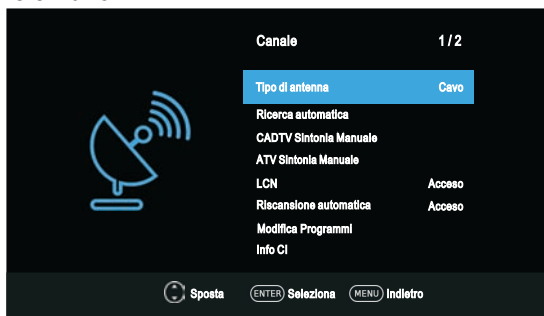 Canale 1 / 2
Tipo di antenna Cavo
Ricerca automatica
CADTV Sintonia Manuale
ATV Sintonia Manuale
LCN Acceso
Riscansione automatica Acceso
Modifica Programmi
Info CI
Sposta ENTER Seleziona MENU Indietro